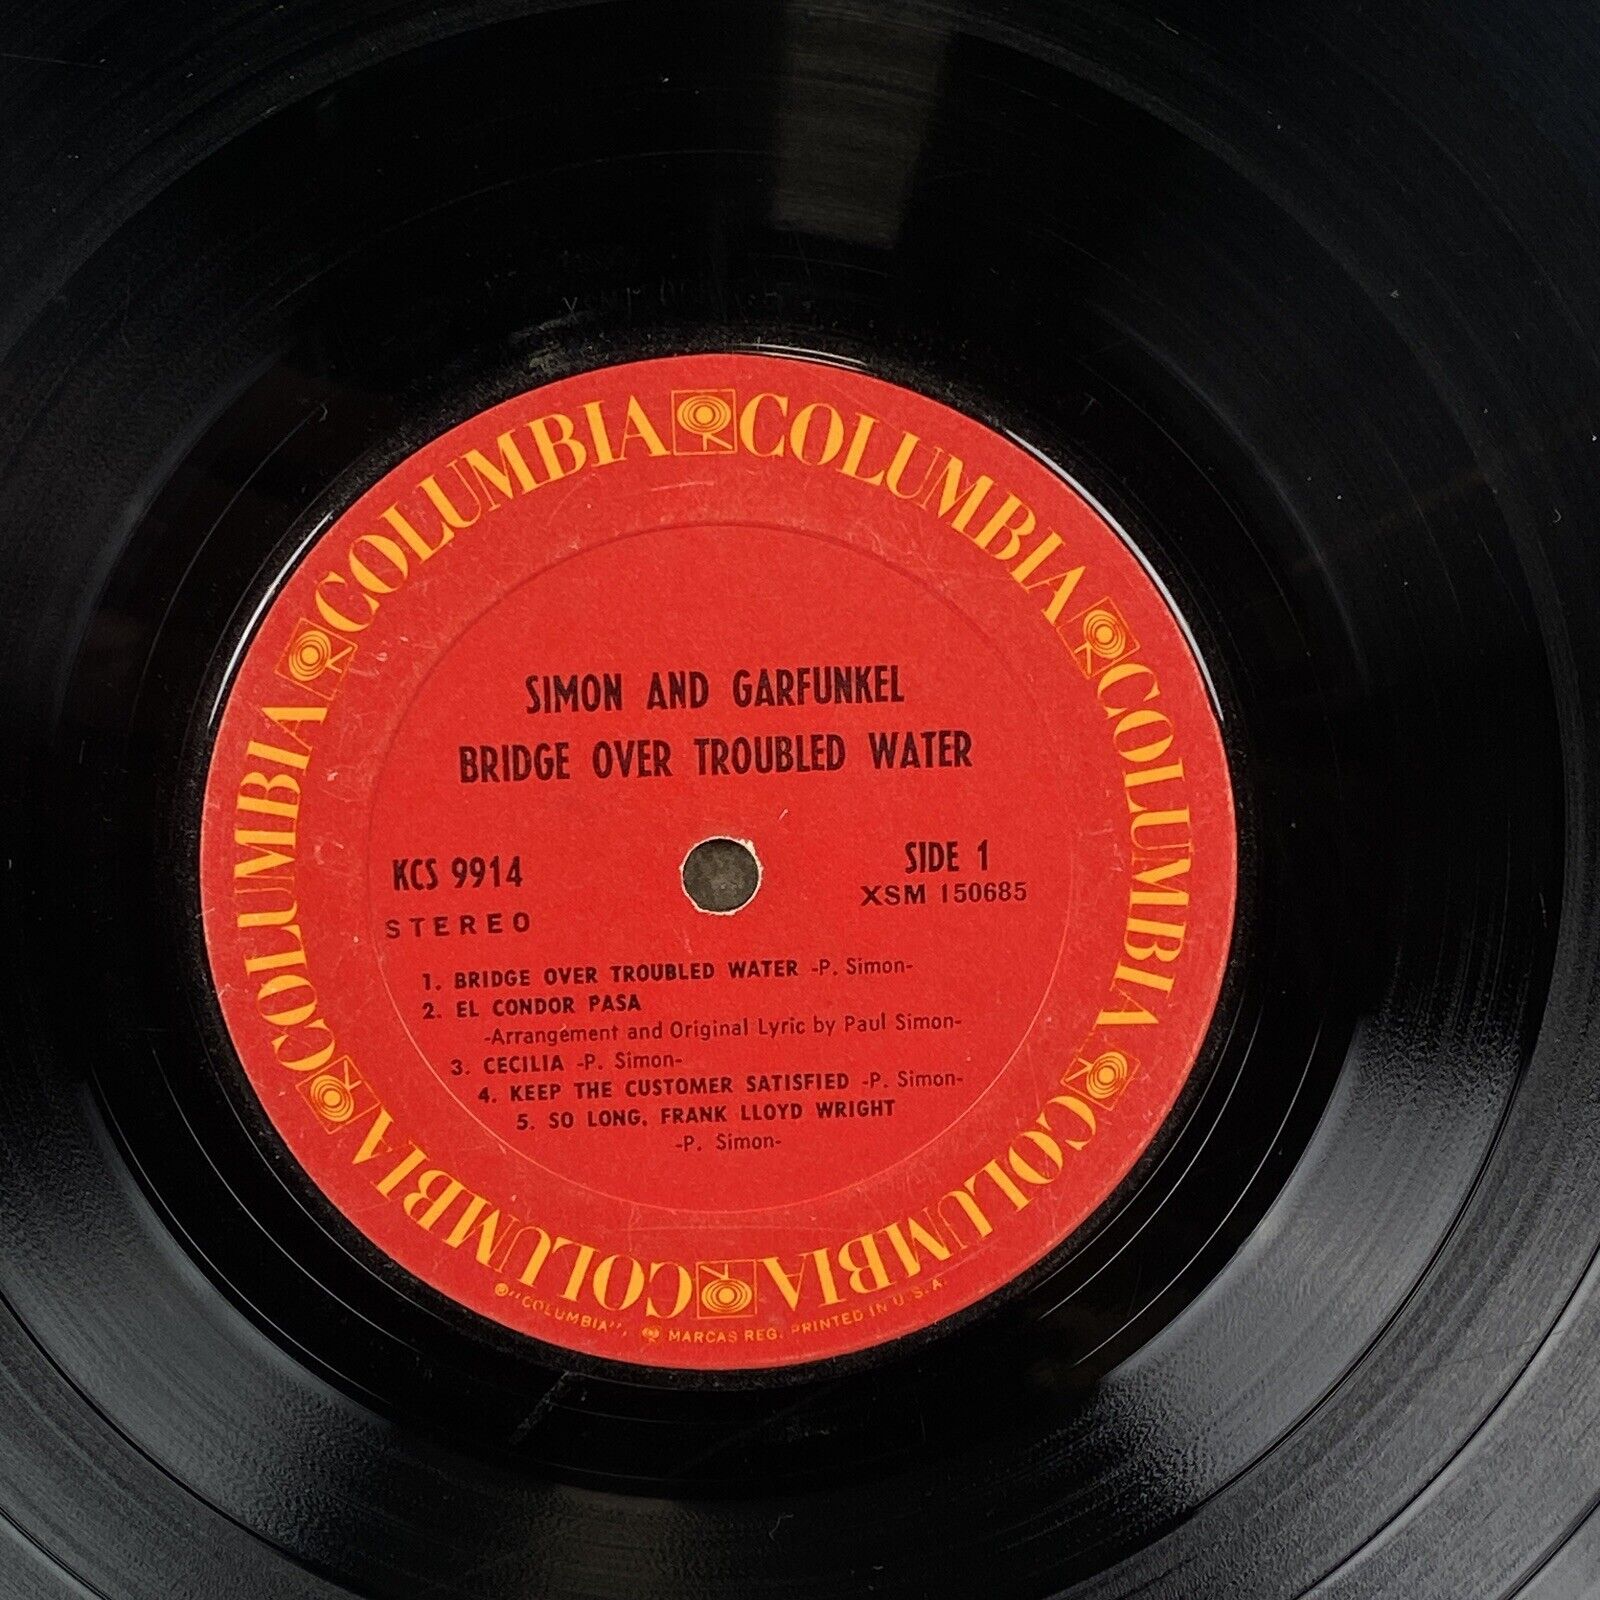 COLUMBIA COLUMBIA COLUMBIA COLUMBIA COLUMBIA COLUMBIA
SIMON AND GARFUNKEL
BRIDGE OVER TROUBLED WATER
KCS 9914
STEREO
SIDE 1
XSM 150685
1. BRIDGE OVER TROUBLED WATER -P. Simon-
2. EL CONDOR PASA
-Arrangement and Original Lyric by Paul Simon-
3. CECILIA -P. Simon-
4. KEEP THE CUSTOMER SATISFIED -P. Simon-
5. SO LONG, FRANK LLOYD WRIGHT
-P. Simon-
®"COLUMBIA", MARCAS REG. PRINTED IN U.S.A.